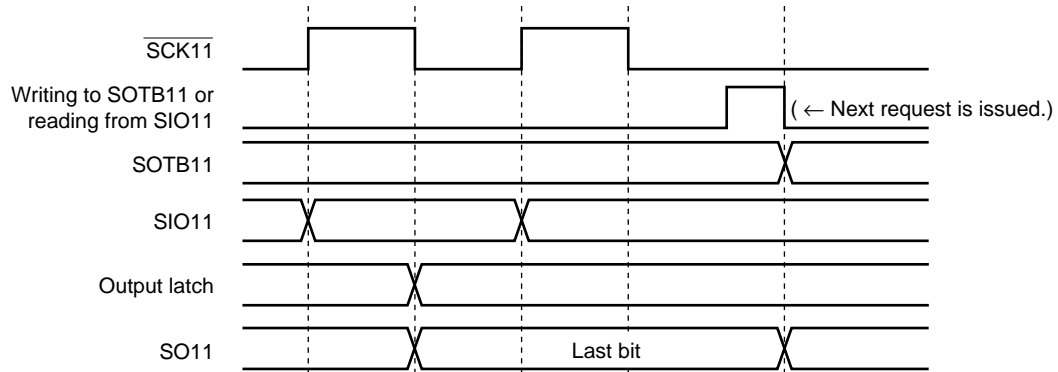 SCK11
Writing to SOTB11 or
reading from SIO11
( ← Next request is issued.)
SOTB11
SIO11
Output latch
SO11
Last bit